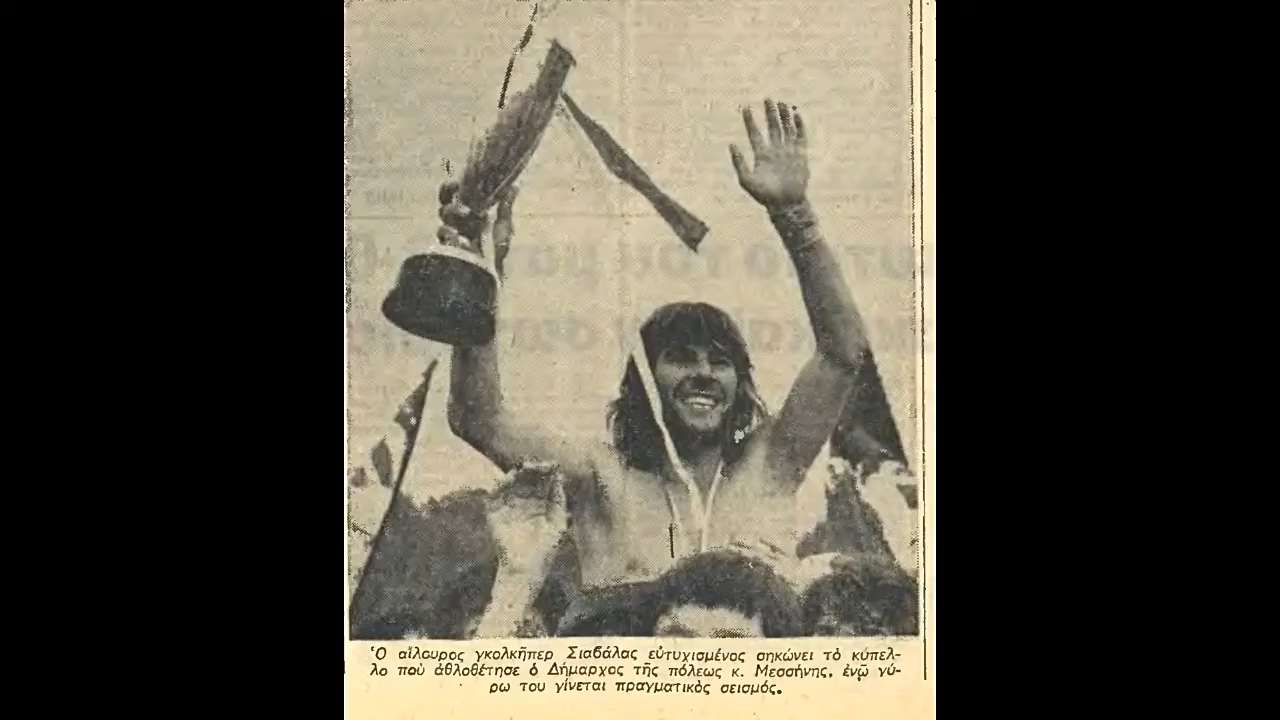 Ὁ αἴλουρος γκολκῆπερ Σιαβάλας εὐτυχισμένος σηκώνει τὸ κύπελ-
λο ποὺ ἀθλοθέτησε ὁ Δήμαρχος τῆς πόλεως κ. Μεσσήνης, ἐνῷ γύ-
ρω του γίνεται πραγματικὸς σεισμός.